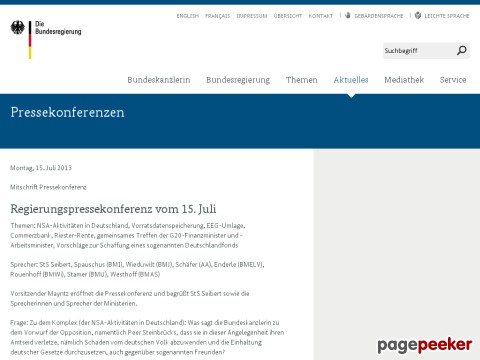 Die
Bundesregierung
ENGLISH FRANÇAIS IMPRESSUM ÜBERSICHT KONTAKT GEBÄRDENSPRACHE LEICHTE SPRACHE
Suchbegriff
Bundeskanzlerin Bundesregierung Themen Aktuelles Mediathek Service
Pressekonferenzen
Montag, 15. Juli 2013
Mitschrift Pressekonferenz
Regierungspressekonferenz vom 15. Juli
Themen: NSA-Aktivitäten in Deutschland, Vorratsdatenspeicherung, EEG-Umlage,
Commerzbank, Riester-Rente, gemeinsames Treffen der G20-Finanzminister und -
Arbeitsminister, Vorschläge zur Schaffung eines sogenannten Deutschlandfonds
Sprecher: StS Seibert, Spauschus (BMI), Wieduwilt (BMJ), Schäfer (AA), Enderle (BMELV),
Rouenhoff (BMWi), Stamer (BMU), Westhoff (BMAS)
Vorsitzender Mayntz eröffnet die Pressekonferenz und begrüßt StS Seibert sowie die
Sprecherinnen und Sprecher der Ministerien.
Frage: Zu dem Komplex (der NSA-Aktivitäten in Deutschland): Was sagt die Bundeskanzlerin zu
dem Vorwurf der Opposition, namentlich Peer Steinbrücks, dass sie in dieser Angelegenheit ihren
Amtseid verletze, nämlich Schaden vom deutschen Volk abzuwenden und die Einhaltung
deutscher Gesetze durchzusetzen, auch gegenüber sogenannten Freunden?
pagepeeker